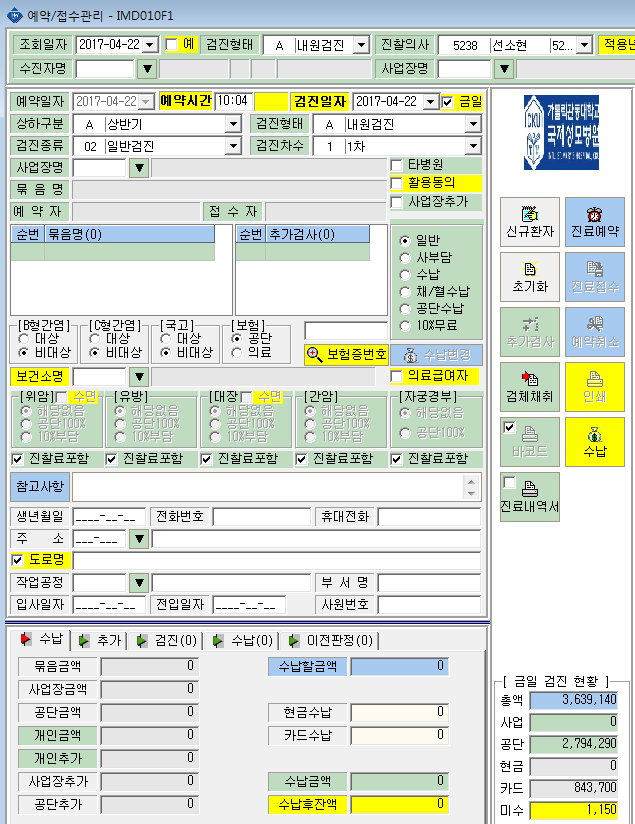 예약/접수관리 - IMD010F1
조회일자 2017-04-22 예 검진형태 A 내원검진 진찰의사 5238 선소현 52... 적용년
수진자명 사업장명
예약일자 2017-04-22 예약시간 10:04 검진일자 2017-04-22 금일
상하구분 A 상반기 검진형태 A 내원검진
검진종류 02 일반검진 검진차수 1 1차
사업장명 타병원
묶 음 명 활용동의
예 약 자 접 수 자 사업장추가
순번 묶음명(0) 순번 추가검사(0)
일반
사부담
수납
채/혈수납
공단수납
10%무료
[B형간염] [C형간염] [국고] [보험]
대상 대상 대상 공단
비대상 비대상 비대상 의료
보험증번호 수납변경
보건소명 의료급여자
[위암] 수면 [유방] [대장] 수면 [간암] [자궁경부]
해당없음 해당없음 해당없음 해당없음 해당없음
공단100% 공단100% 공단100% 공단100% 공단100%
10%부담 10%부담 10%부담 10%부담
진찰료포함 진찰료포함 진찰료포함 진찰료포함 진찰료포함
참고사항
생년월일 ____-__-__ 전화번호 휴대전화
주 소 ___-___
도로명
작업공정 부 서 명
입사일자 ____-__-__ 전입일자 ____-__-__ 사원번호
가톨릭관동대학교
국제성모병원
INTL ST. MARY'S HOSPITAL, CKU
CKU
신규환자 진료예약
초기화 진료접수
추가검사 예약취소
검체채취 인쇄
바코드 수납
진료내역서
수납 추가 검진(0) 수납(0) 이전판정(0)
묶음금액 0 수납할금액 0
사업장금액 0
공단금액 0 현금수납 0
개인금액 0 카드수납 0
개인추가 0
사업장추가 0 수납금액 0
공단추가 0 수납후잔액 0
[ 금일 검진 현황 ]
총액 3,639,140
사업 0
공단 2,794,290
현금 0
카드 843,700
미수 1,150